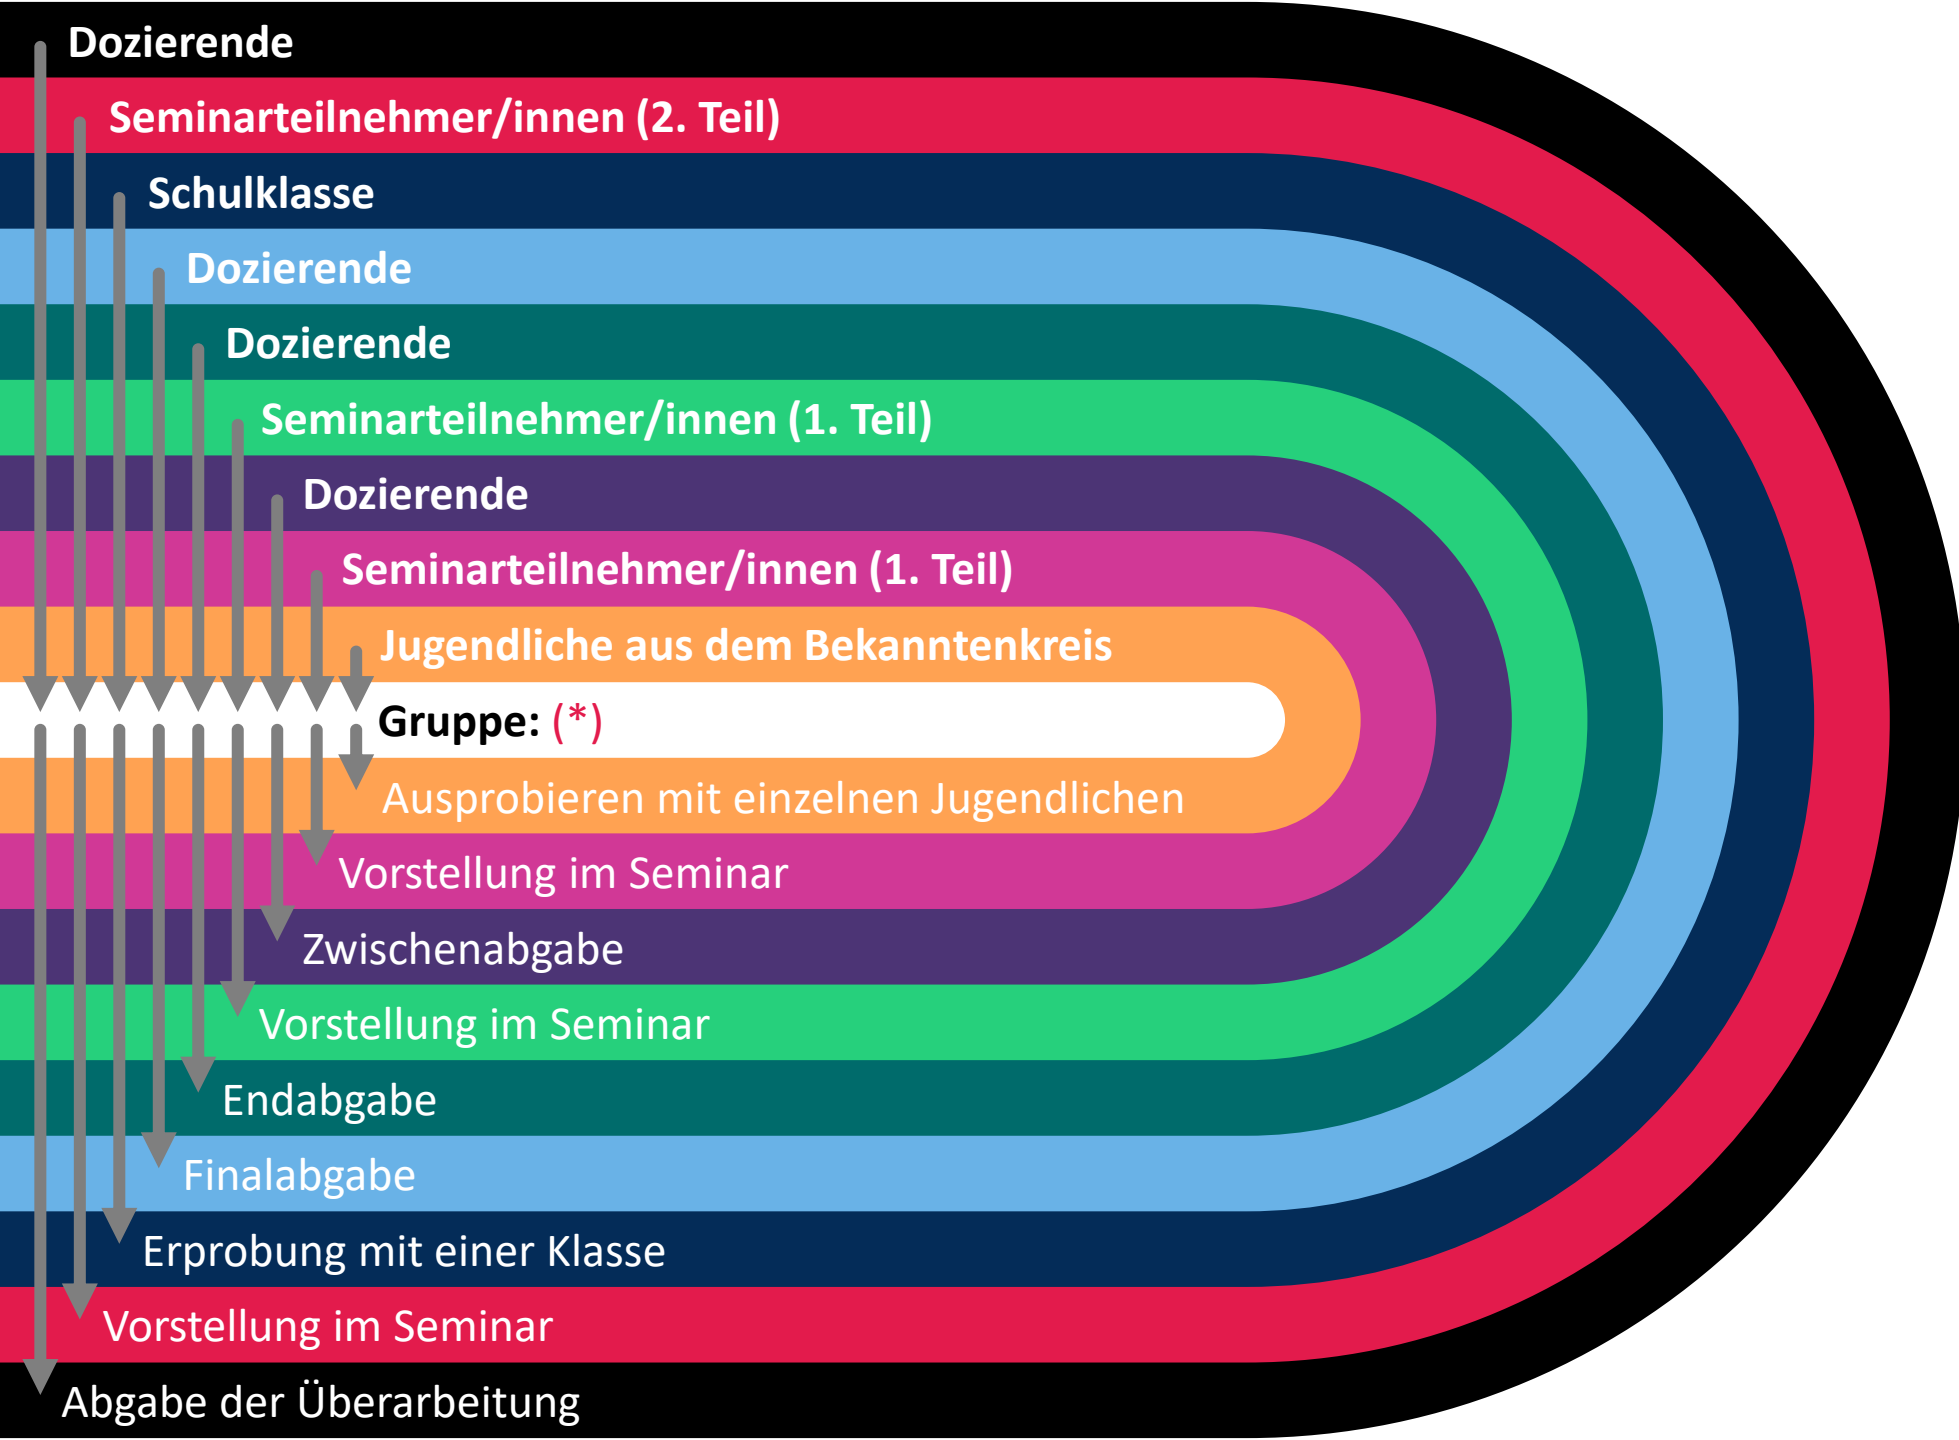 Dozierende
Seminarteilnehmer/innen (2. Teil)
Schulklasse
Dozierende
Dozierende
Seminarteilnehmer/innen (1. Teil)
Dozierende
Seminarteilnehmer/innen (1. Teil)
Jugendliche aus dem Bekanntenkreis
Gruppe: (*)
Ausprobieren mit einzelnen Jugendlichen
Vorstellung im Seminar
Zwischenabgabe
Vorstellung im Seminar
Endabgabe
Finalabgabe
Erprobung mit einer Klasse
Vorstellung im Seminar
Abgabe der Überarbeitung